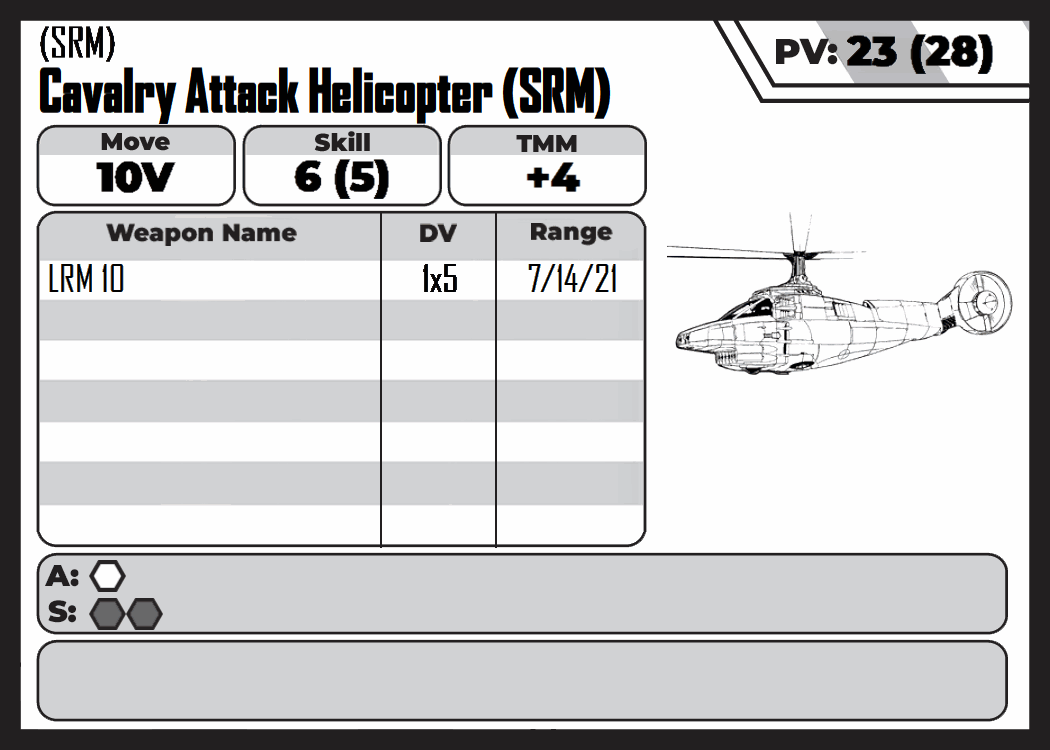 (SRM)
Cavalry Attack Helicopter (SRM)
PV: 23 (28)
Move Skill TMM
10V 6 (5) +4
Weapon Name DV Range
LRM 10 1x5 7/14/21
A:
S: